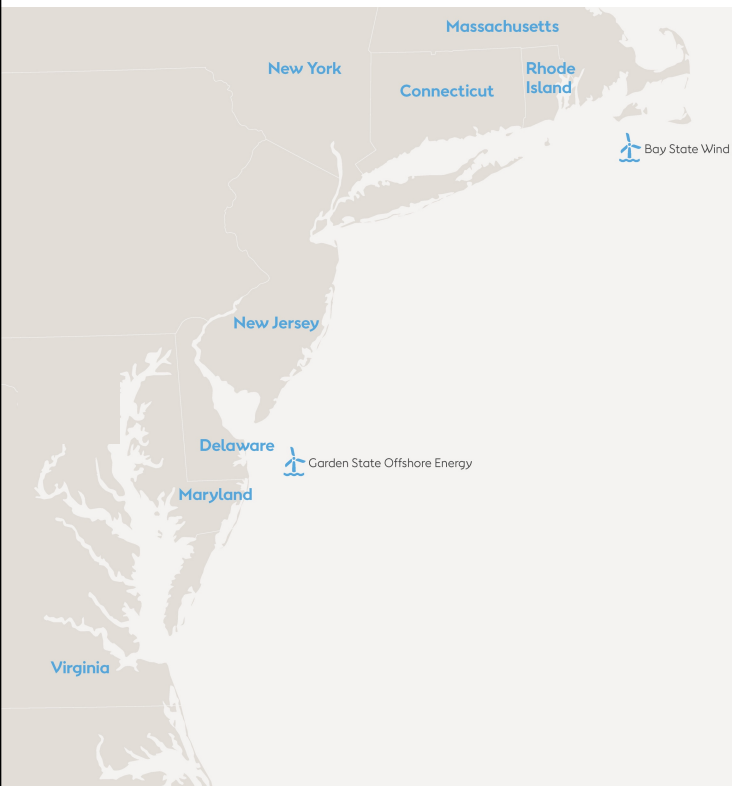 Massachusetts
New York
Rhode
Island
Connecticut
Bay State Wind
New Jersey
Delaware
Garden State Offshore Energy
Maryland
Virginia